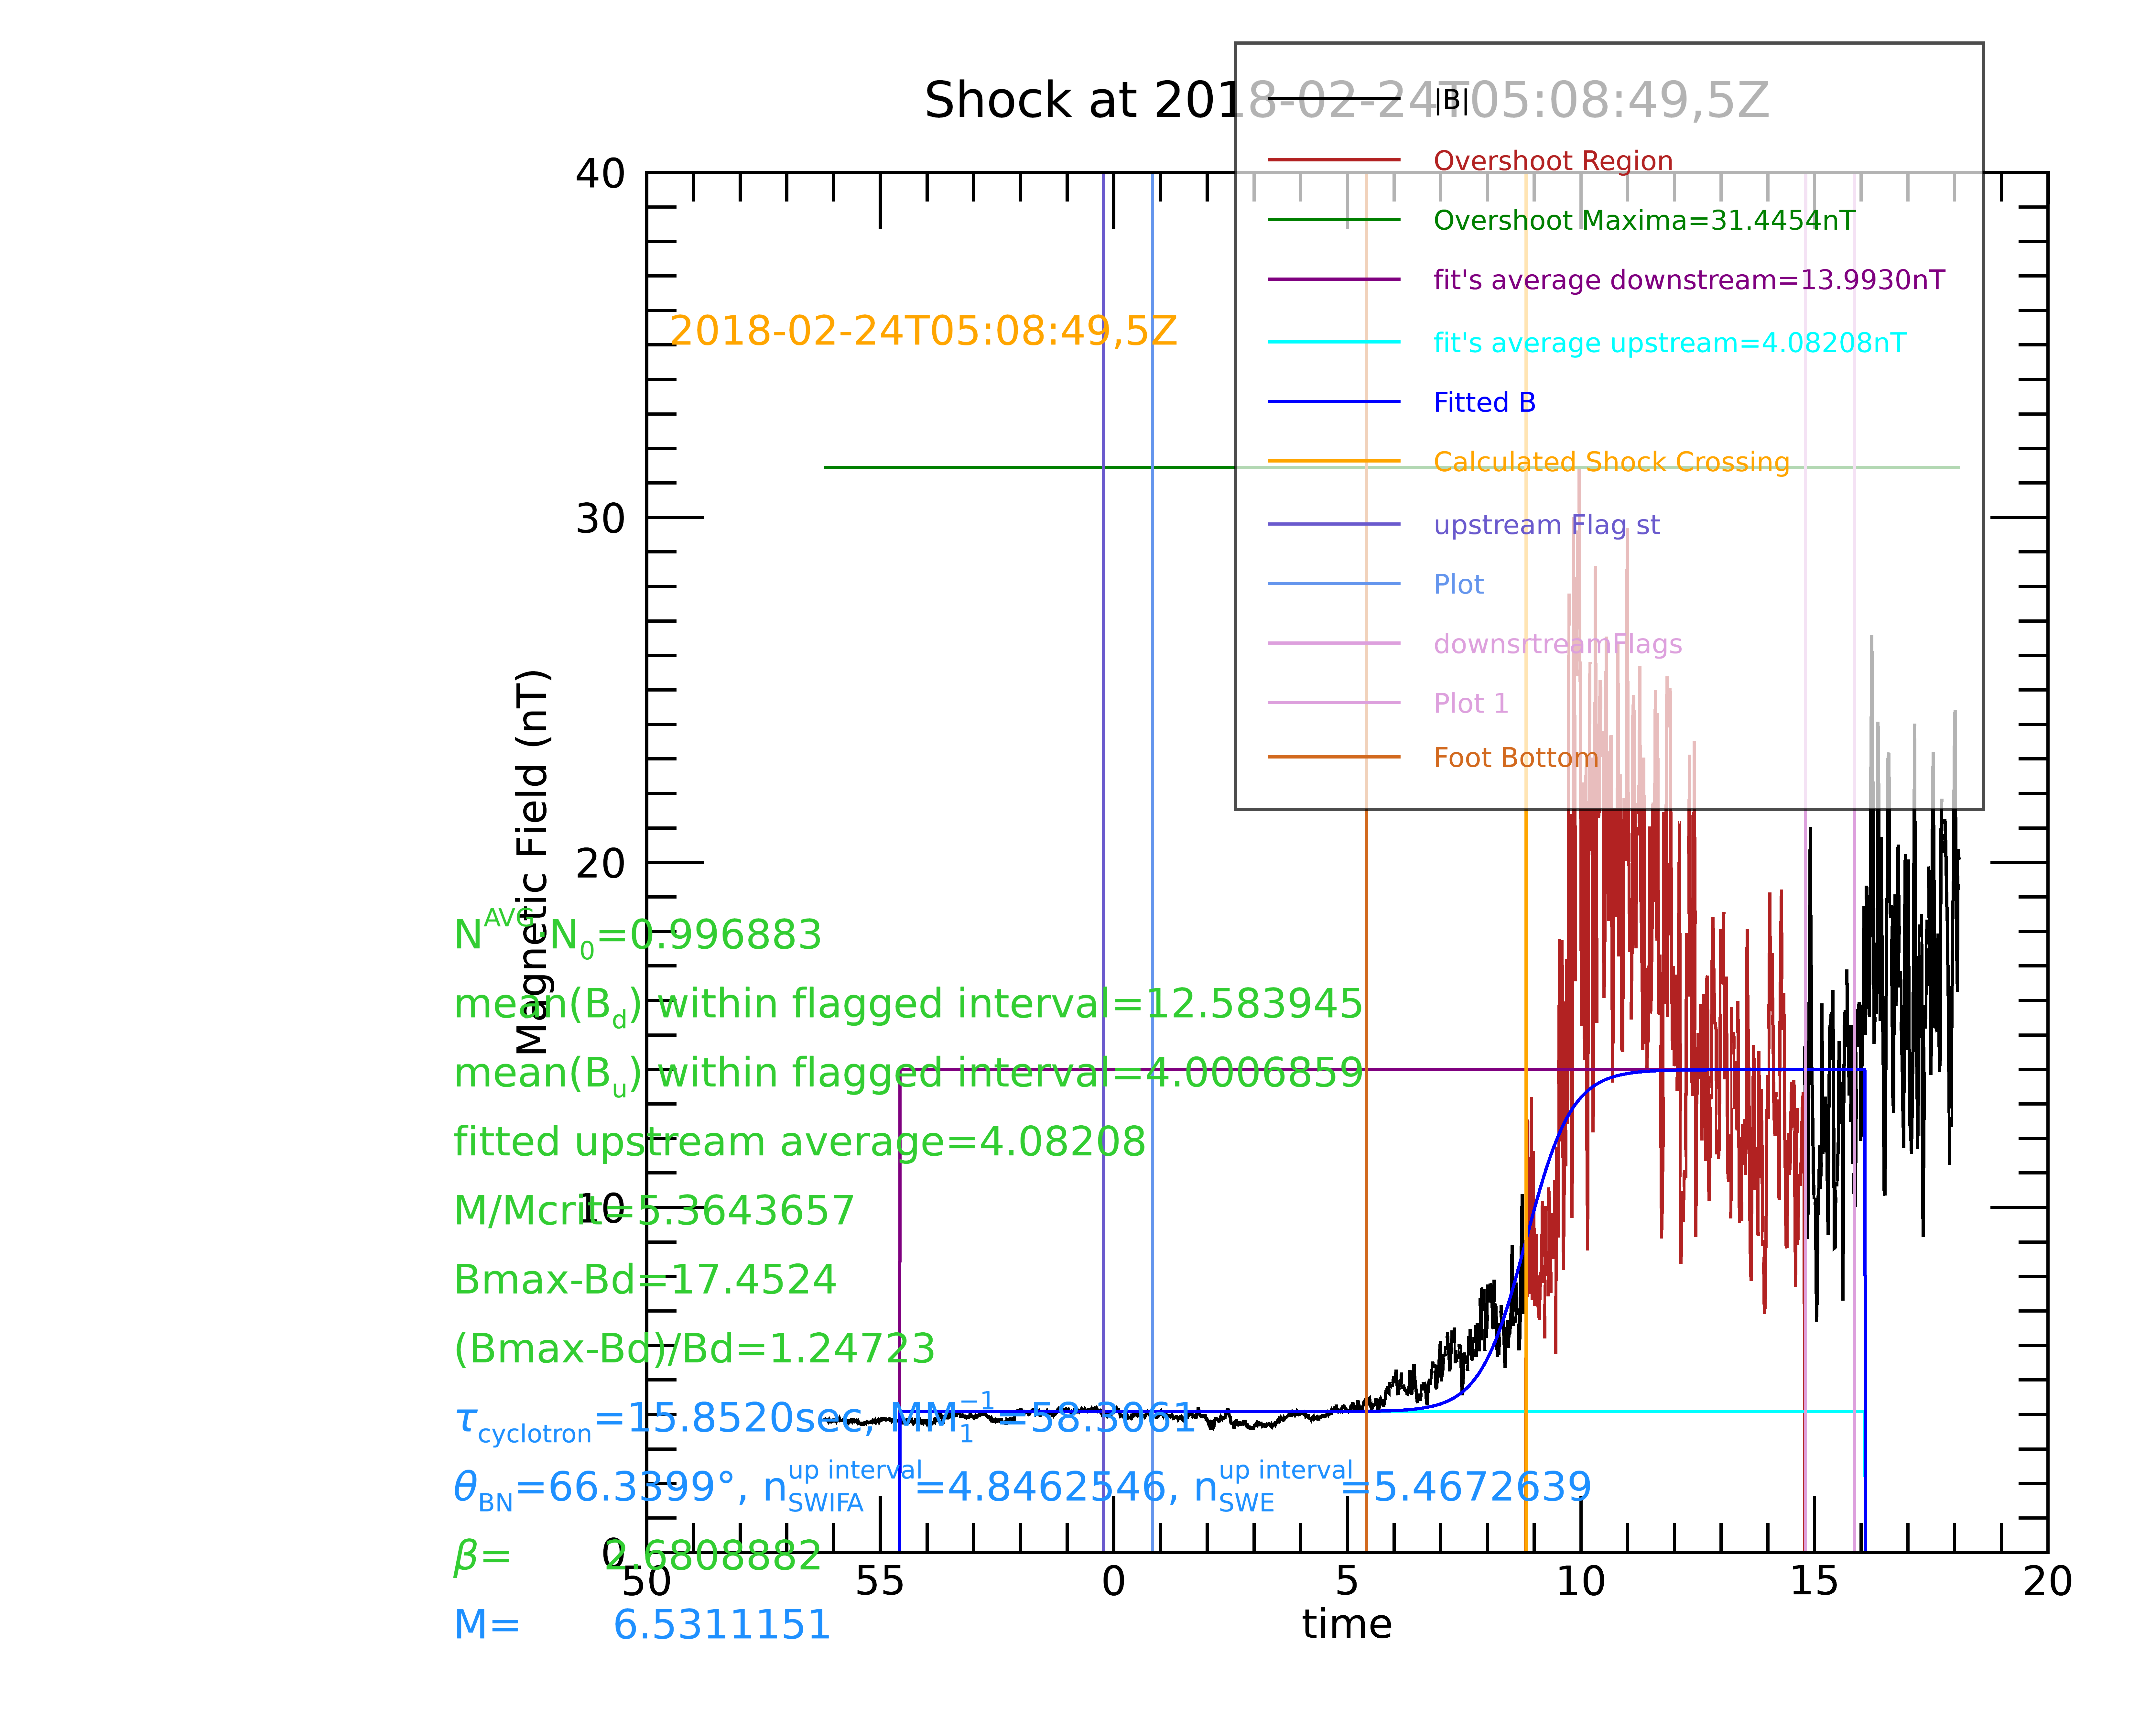 Shock at 2018-02-24T05:08:49,5Z
|B|
Overshoot Region
Overshoot Maxima=31.4454nT
fit's average downstream=13.9930nT
fit's average upstream=4.08208nT
Fitted B
Calculated Shock Crossing
upstream Flag st
Plot
downsrtreamFlags
Plot 1
Foot Bottom
2018-02-24T05:08:49,5Z
40
30
20
10
0
Magnetic Field (nT)
N^AVG·N_0=0.996883
mean(B_d) within flagged interval=12.583945
mean(B_u) within flagged interval=4.0006859
fitted upstream average=4.08208
M/Mcrit=5.3643657
Bmax-Bd=17.4524
(Bmax-Bd)/Bd=1.24723
τ_cyclotron=15.8520sec, MM_1^-1=58.3061
θ_BN=66.3399°, n_SWIFA^up interval=4.8462546, n_SWE^up interval=5.4672639
β= 2.6808882
M= 6.5311151
50 55 0 5 10 15 20
time